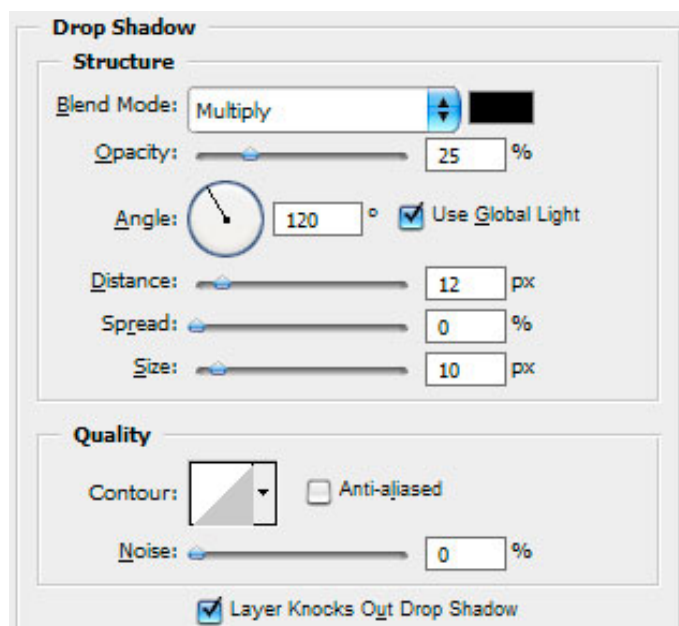 Drop Shadow
Structure
Blend Mode: Multiply
Opacity: 25 %
Angle: 120 ° Use Global Light
Distance: 12 px
Spread: 0 %
Size: 10 px
Quality
Contour: Anti-aliased
Noise: 0 %
Layer Knocks Out Drop Shadow